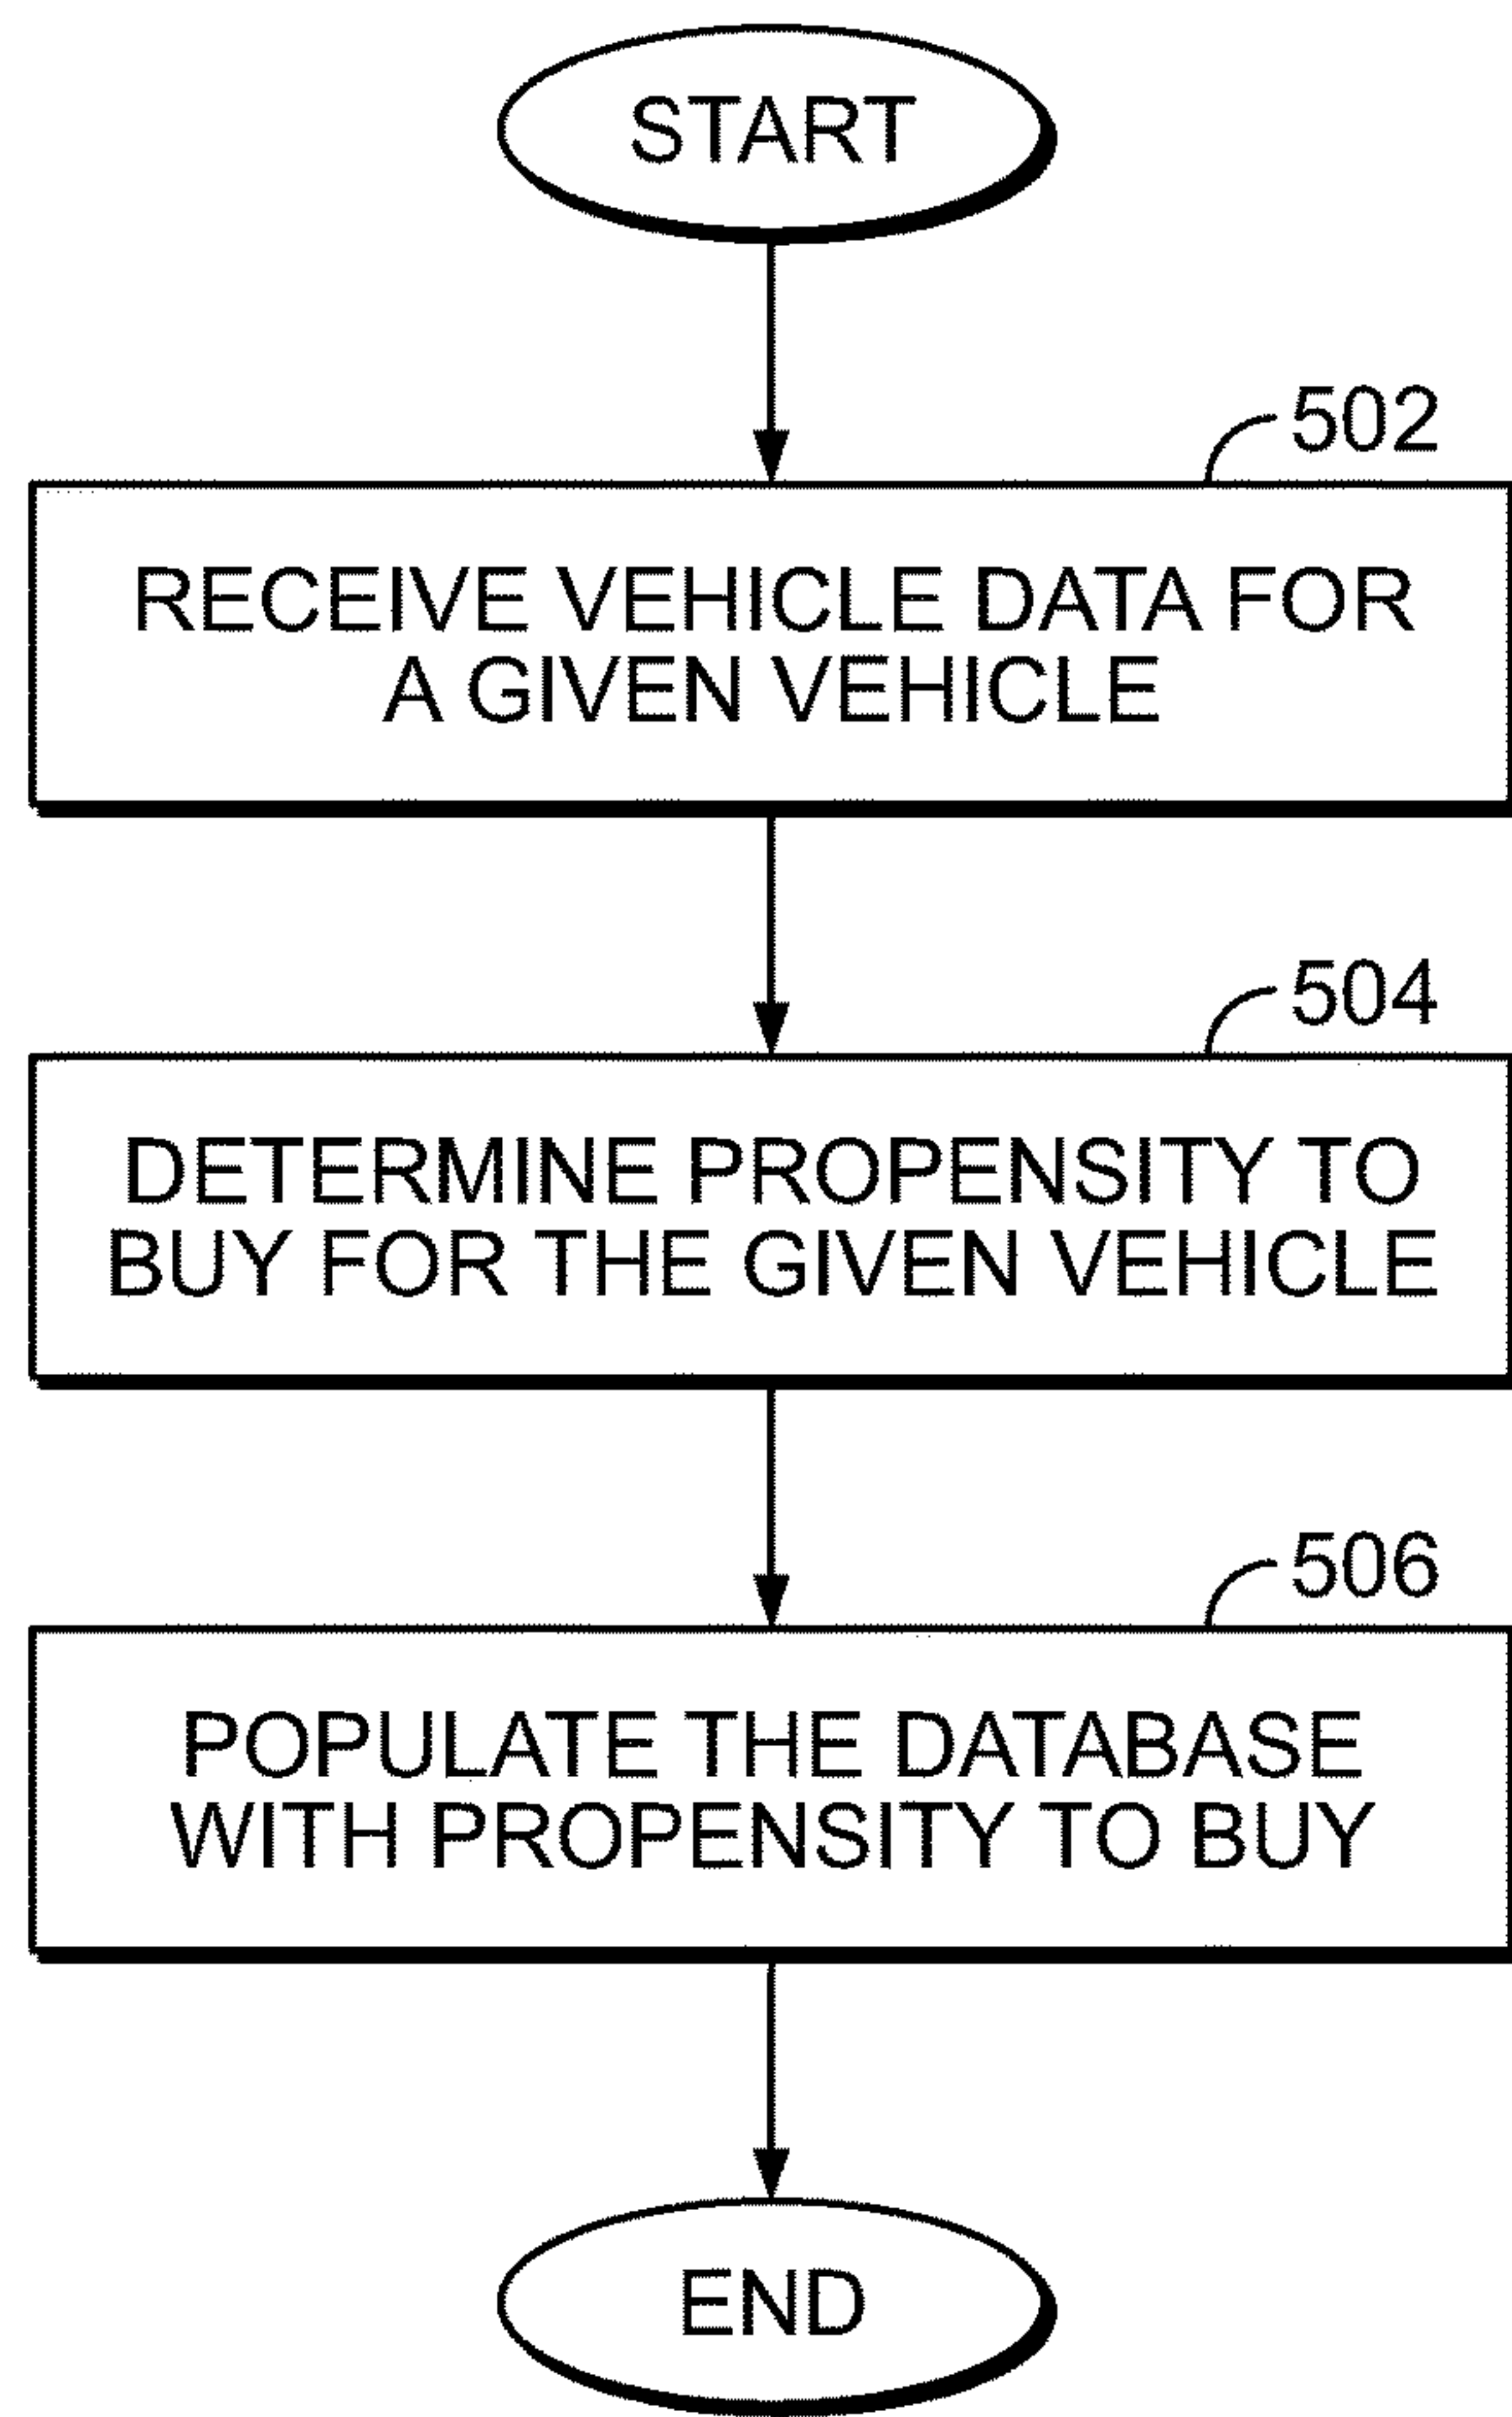 START
502
RECEIVE VEHICLE DATA FOR
A GIVEN VEHICLE
504
DETERMINE PROPENSITY TO
BUY FOR THE GIVEN VEHICLE
506
POPULATE THE DATABASE
WITH PROPENSITY TO BUY
END